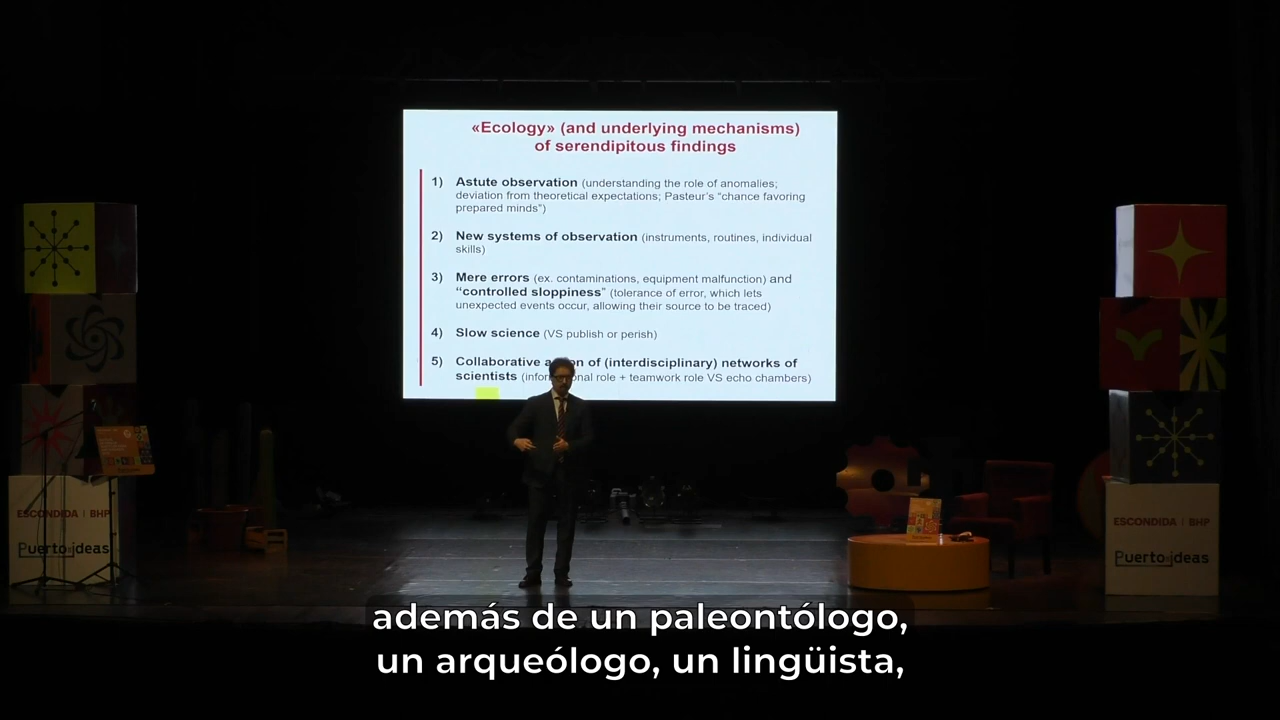 «Ecology» (and underlying mechanisms)
of serendipitous findings
1) Astute observation (understanding the role of anomalies;
deviation from theoretical expectations; Pasteur's “chance favoring
prepared minds”)
2) New systems of observation (instruments, routines, individual
skills)
3) Mere errors (ex. contaminations, equipment malfunction) and
“controlled sloppiness” (tolerance of error, which lets
unexpected events occur, allowing their source to be traced)
4) Slow science (VS publish or perish)
5) Collaborative of (interdisciplinary) networks of
scientists role + teamwork role VS echo chambers)
ESCONDIDA | BHP
Puerto ideas
ESCONDIDA | BHP
Puerto ideas
además de un paleontólogo,
un arqueólogo, un lingüista,